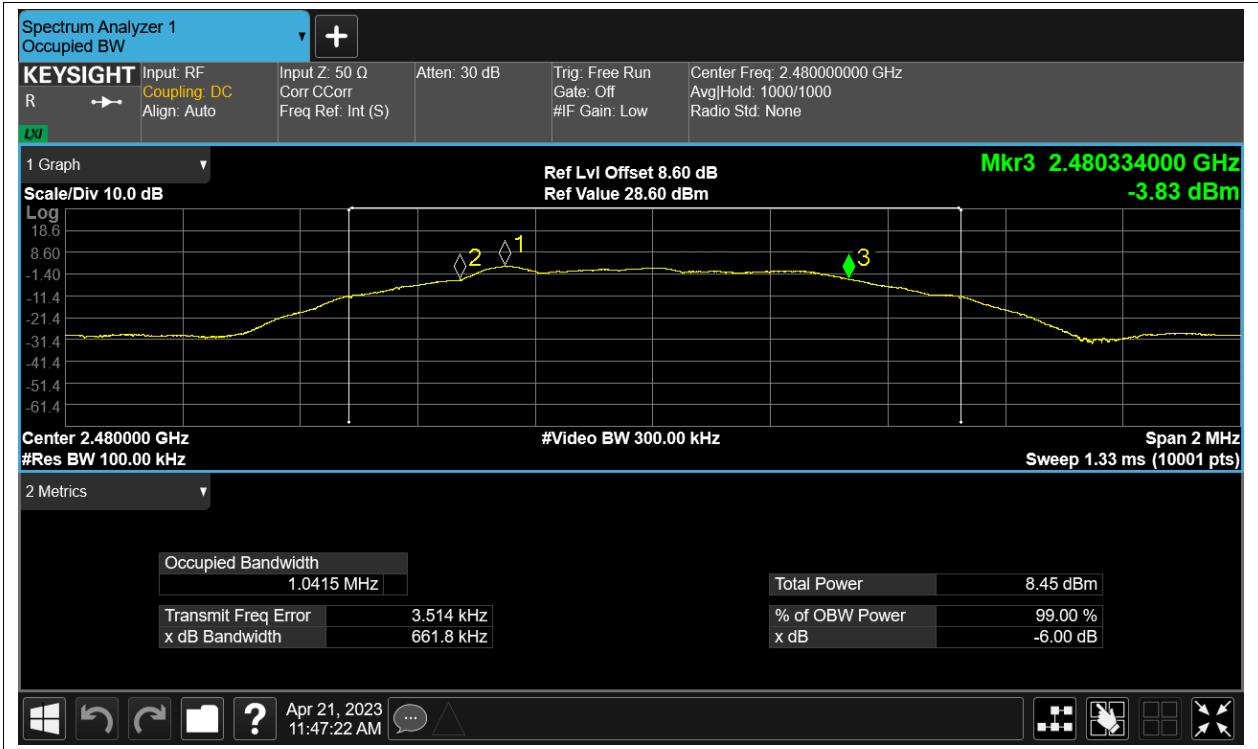 Spectrum Analyzer 1
Occupied BW
KEYSIGHT Input: RF Input Z: 50 Ω Atten: 30 dB Trig: Free Run Center Freq: 2.480000000 GHz
R Coupling: DC Corr CCorr Gate: Off Avg|Hold: 1000/1000
Align: Auto Freq Ref: Int (S) #IF Gain: Low Radio Std: None
LXI
1 Graph Ref Lvl Offset 8.60 dB Mkr3 2.480334000 GHz
Scale/Div 10.0 dB Ref Value 28.60 dBm -3.83 dBm
Log
18.6
8.60
-1.40
-11.4
-21.4
-31.4
-41.4
-51.4
-61.4
2 1 3
Center 2.480000 GHz #Video BW 300.00 kHz Span 2 MHz
#Res BW 100.00 kHz Sweep 1.33 ms (10001 pts)
2 Metrics
Occupied Bandwidth
1.0415 MHz Total Power 8.45 dBm
Transmit Freq Error 3.514 kHz % of OBW Power 99.00 %
x dB Bandwidth 661.8 kHz x dB -6.00 dB
? Apr 21, 2023
11:47:22 AM